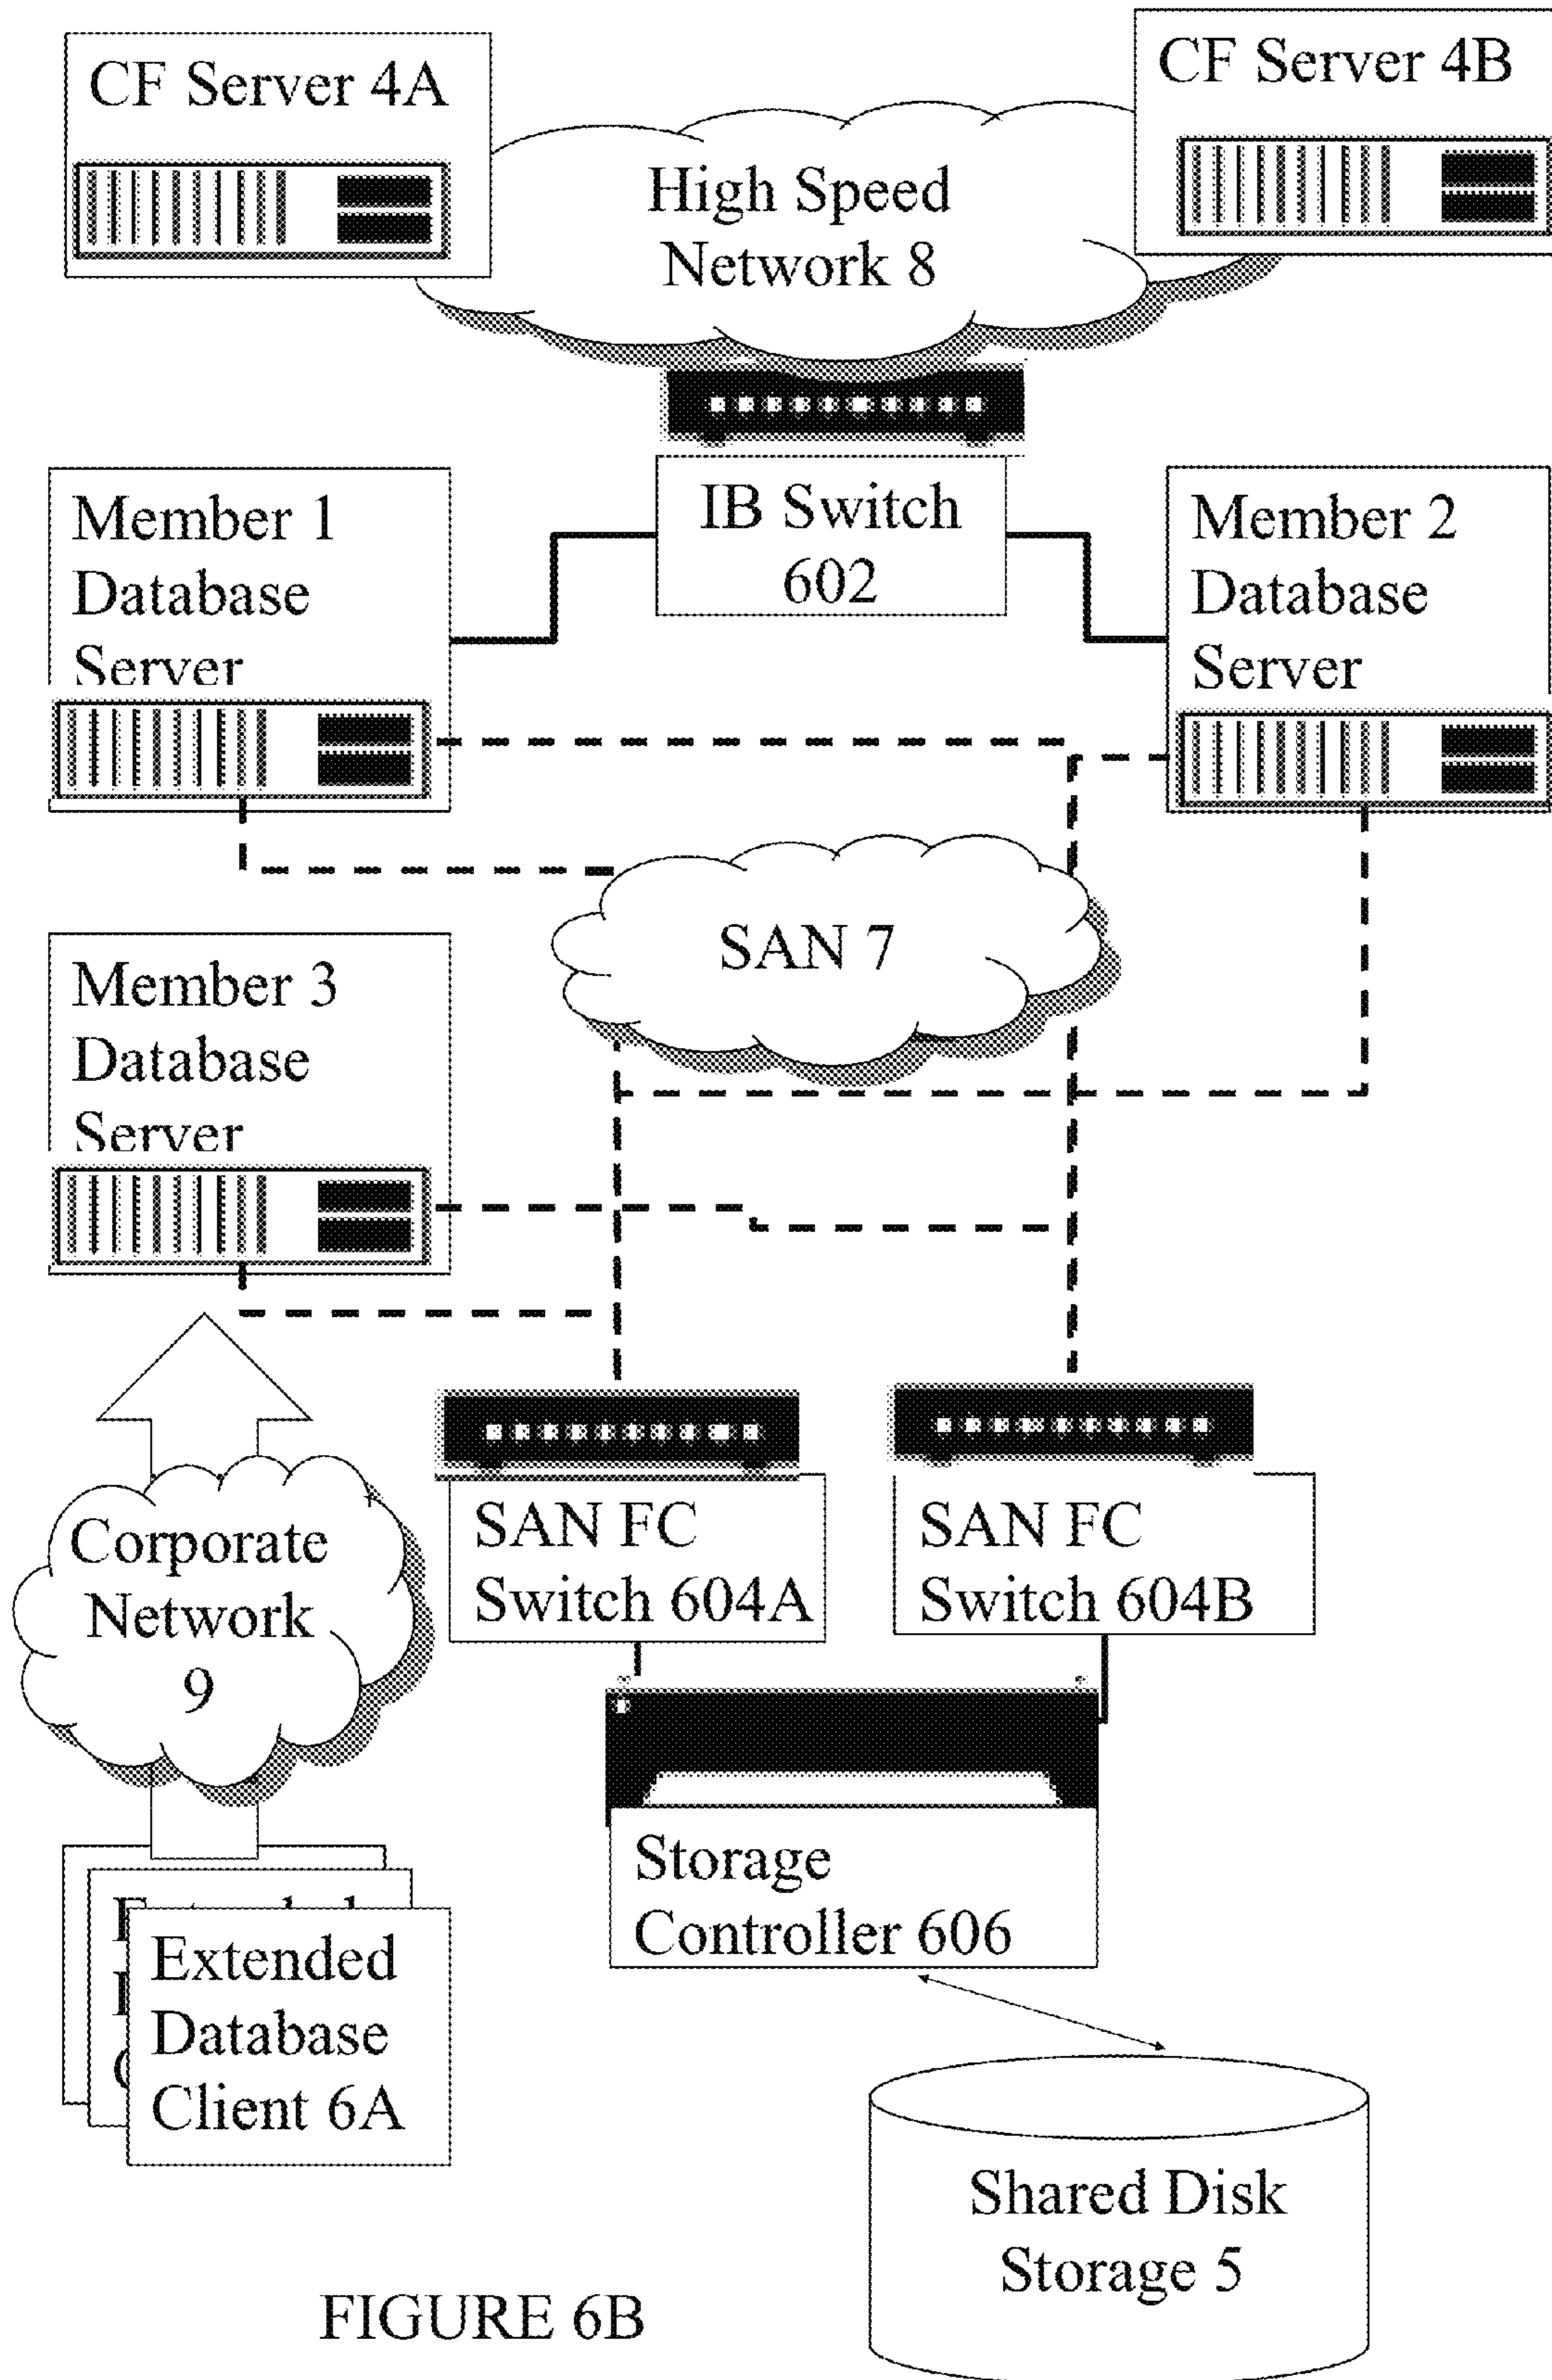 CF Server 4A
CF Server 4B
High Speed
Network 8
IB Switch
602
Member 1
Database
Server
Member 2
Database
Server
SAN 7
Member 3
Database
Server
SAN FC
Switch 604A
SAN FC
Switch 604B
Corporate
Network
9
Storage
Controller 606
Extended
Database
Client 6A
Shared Disk
Storage 5
FIGURE 6B